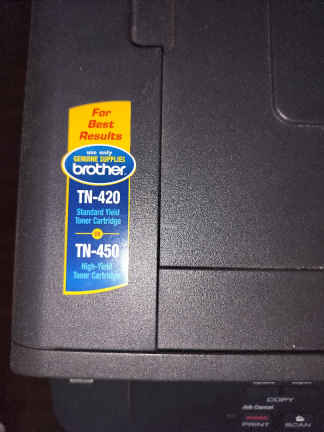 For
Best
Results
use only
GENUINE SUPPLIES
brother
TN-420
Standard Yield
Toner Cartridge
or
TN-450
High-Yield
Toner Cartridge
COPY
Job Cancel
PRINT
SCAN